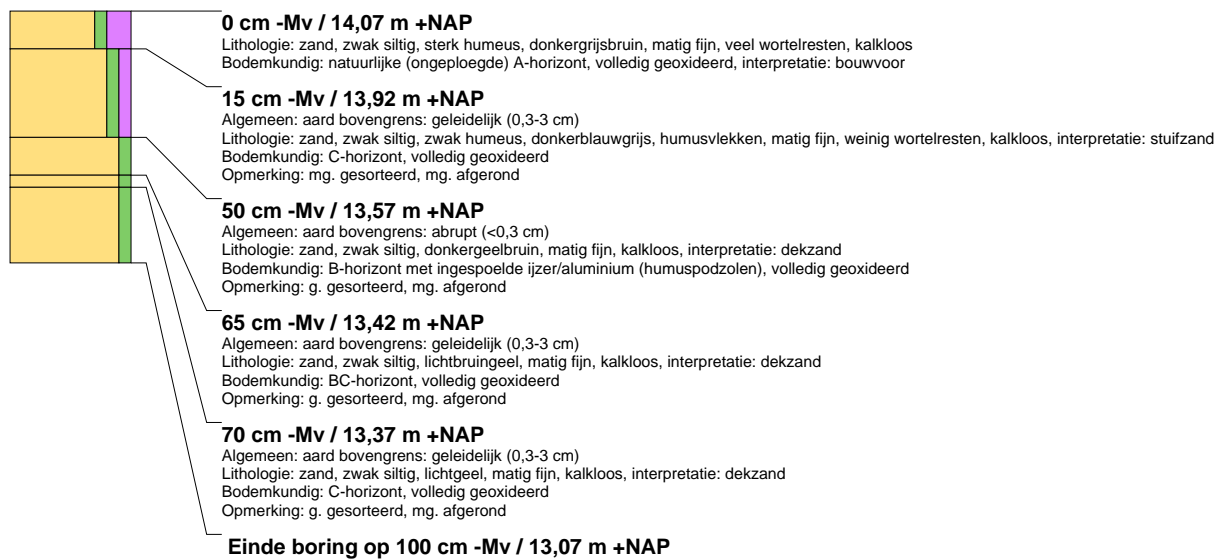 0 cm -Mv / 14,07 m +NAP
Lithologie: zand, zwak siltig, sterk humeus, donkergrijsbruin, matig fijn, veel wortelresten, kalkloos
Bodemkundig: natuurlijke (ongeploegde) A-horizont, volledig geoxideerd, interpretatie: bouwvoor
15 cm -Mv / 13,92 m +NAP
Algemeen: aard bovengrens: geleidelijk (0,3-3 cm)
Lithologie: zand, zwak siltig, zwak humeus, donkerblauwgrijs, humusvlekken, matig fijn, weinig wortelresten, kalkloos, interpretatie: stuifzand
Bodemkundig: C-horizont, volledig geoxideerd
Opmerking: mg. gesorteerd, mg. afgerond
50 cm -Mv / 13,57 m +NAP
Algemeen: aard bovengrens: abrupt (<0,3 cm)
Lithologie: zand, zwak siltig, donkergeelbruin, matig fijn, kalkloos, interpretatie: dekzand
Bodemkundig: B-horizont met ingespoelde ijzer/aluminium (humuspodzolen), volledig geoxideerd
Opmerking: g. gesorteerd, mg. afgerond
65 cm -Mv / 13,42 m +NAP
Algemeen: aard bovengrens: geleidelijk (0,3-3 cm)
Lithologie: zand, zwak siltig, lichtbruingeel, matig fijn, kalkloos, interpretatie: dekzand
Bodemkundig: BC-horizont, volledig geoxideerd
Opmerking: g. gesorteerd, mg. afgerond
70 cm -Mv / 13,37 m +NAP
Algemeen: aard bovengrens: geleidelijk (0,3-3 cm)
Lithologie: zand, zwak siltig, lichtgeel, matig fijn, kalkloos, interpretatie: dekzand
Bodemkundig: C-horizont, volledig geoxideerd
Opmerking: g. gesorteerd, mg. afgerond
Einde boring op 100 cm -Mv / 13,07 m +NAP